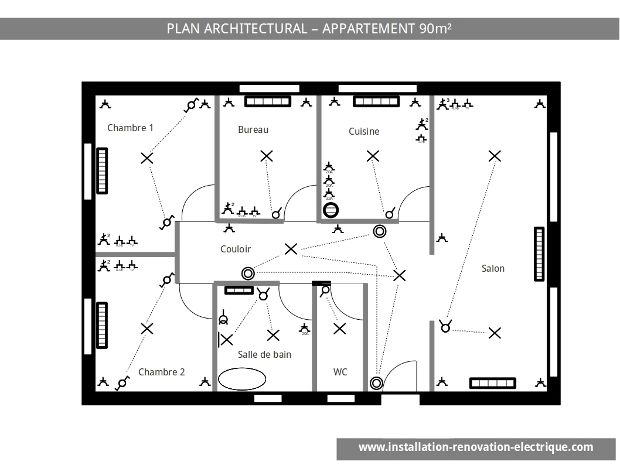 PLAN ARCHITECTURAL – APPARTEMENT 90m²
Chambre 1
Bureau
Cuisine
Couloir
Salon
Salle de bain
Chambre 2
WC
www.installation-renovation-electrique.com